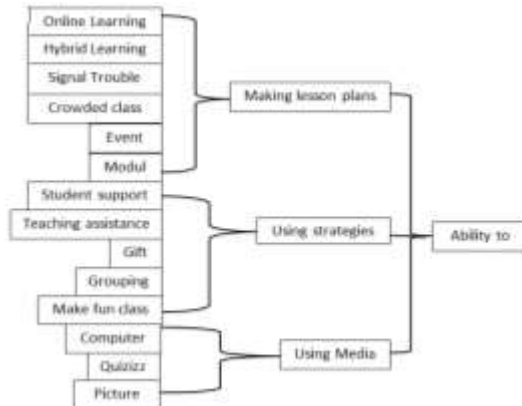 Online Learning
Hybrid Learning
Signal Trouble
Crowded class
Event
Modul
Student support
Teaching assistance
Gift
Grouping
Make fun class
Computer
Quizizz
Picture
Making lesson plans
Using strategies
Using Media
Ability to